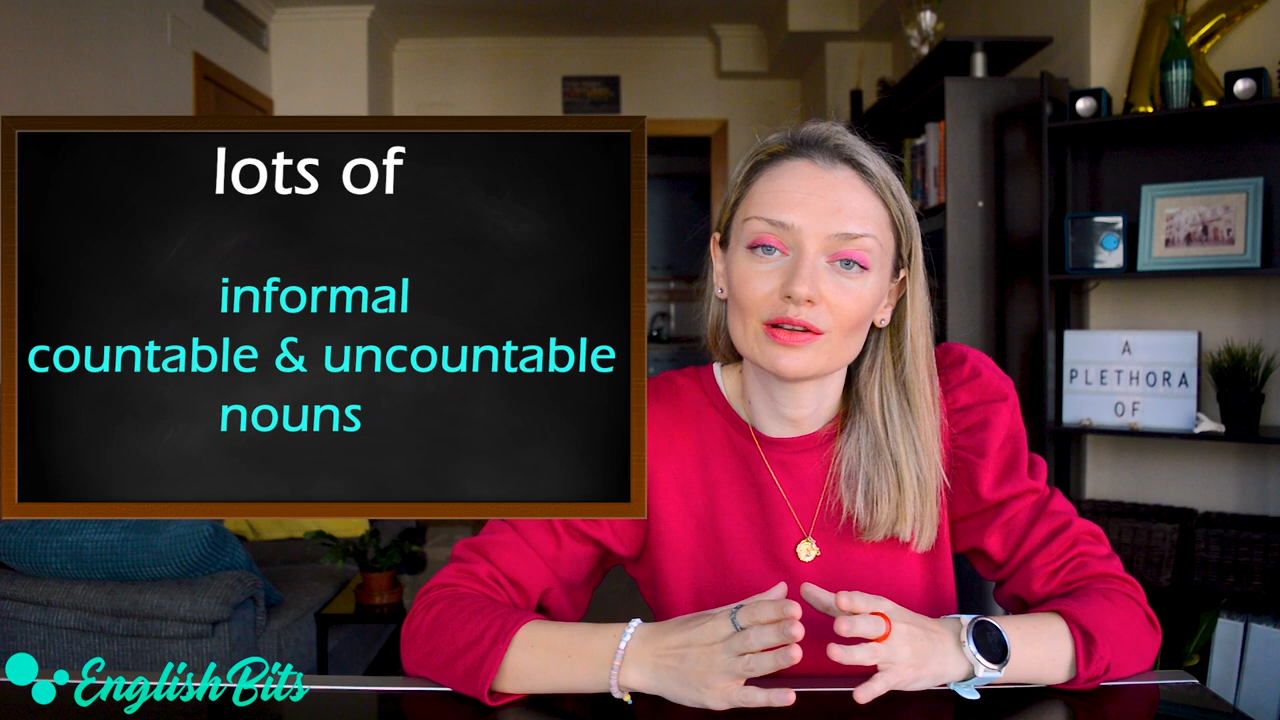 lots of
informal
countable & uncountable
nouns
A
PLETHORA
OF
EnglishBits